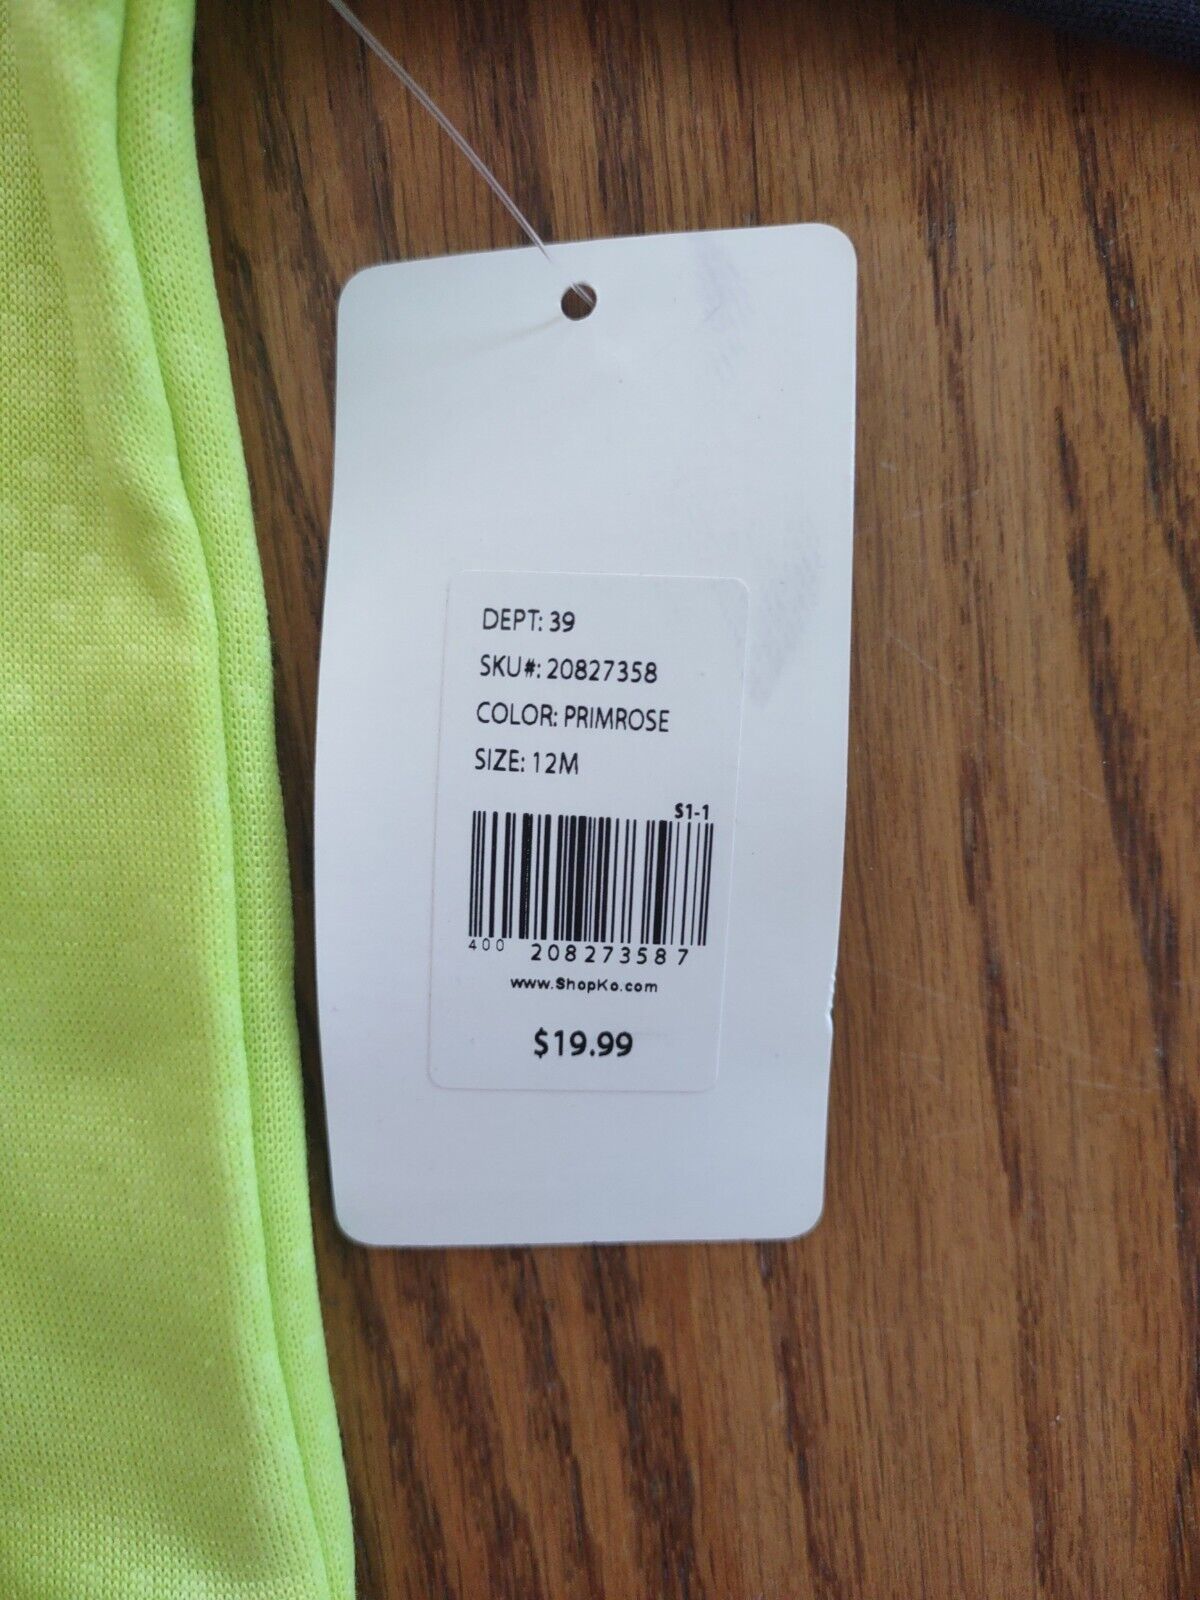 DEPT: 39
SKU#: 20827358
COLOR: PRIMROSE
SIZE: 12M
S1-1
400 208273587
www.ShopKo.com
$19.99